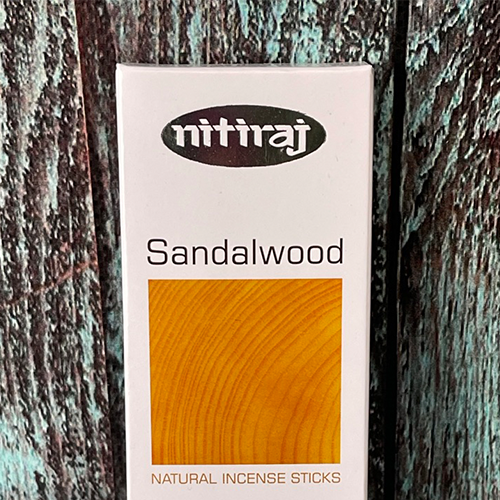 nitiraj
Sandalwood
NATURAL INCENSE STICKS